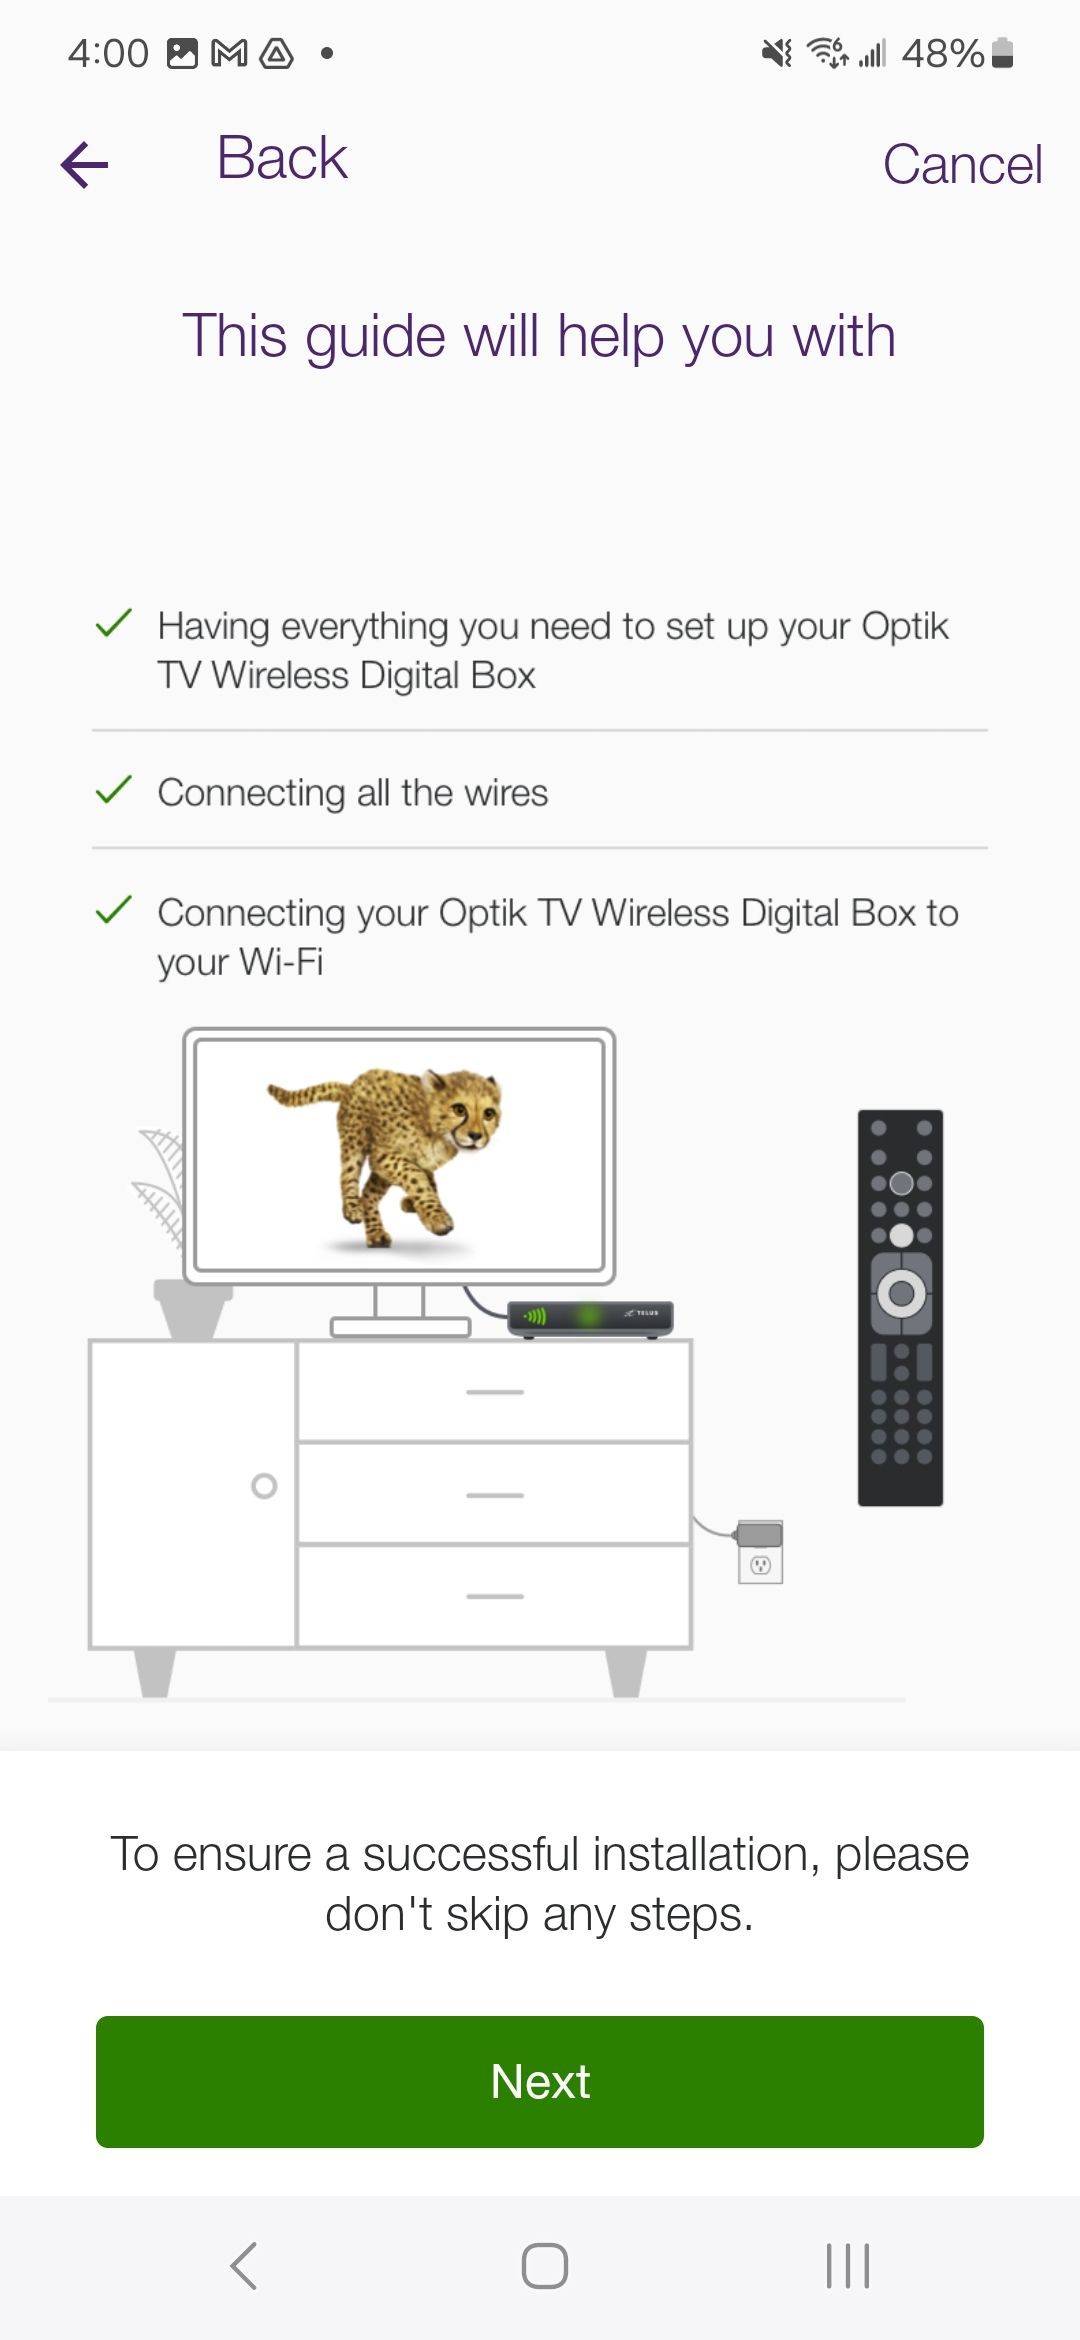 4:00 48%
Back Cancel
This guide will help you with
Having everything you need to set up your Optik
TV Wireless Digital Box
Connecting all the wires
Connecting your Optik TV Wireless Digital Box to
your Wi-Fi
TELUS
To ensure a successful installation, please
don't skip any steps.
Next